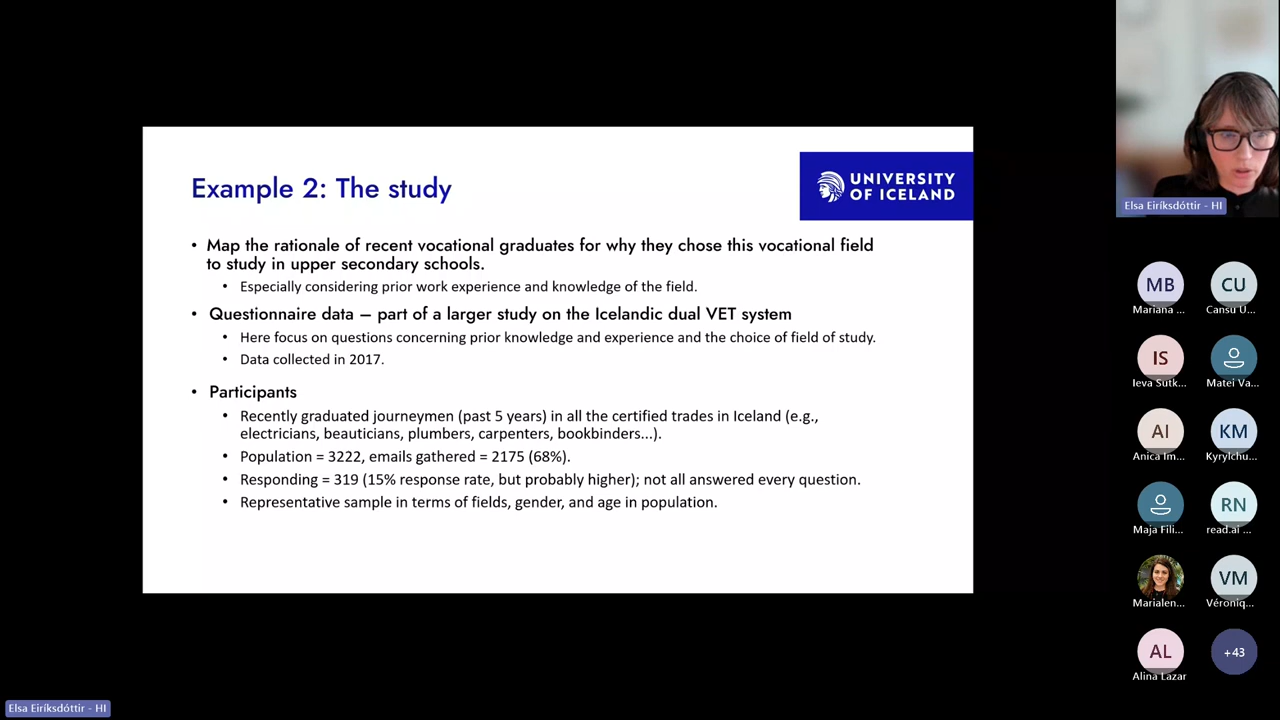 Example 2: The study
UNIVERSITY
OF ICELAND
• Map the rationale of recent vocational graduates for why they chose this vocational field
to study in upper secondary schools.
• Especially considering prior work experience and knowledge of the field.
• Questionnaire data – part of a larger study on the Icelandic dual VET system
• Here focus on questions concerning prior knowledge and experience and the choice of field of study.
• Data collected in 2017.
• Participants
• Recently graduated journeymen (past 5 years) in all the certified trades in Iceland (e.g.,
electricians, beauticians, plumbers, carpenters, bookbinders...).
• Population = 3222, emails gathered = 2175 (68%).
• Responding = 319 (15% response rate, but probably higher); not all answered every question.
• Representative sample in terms of fields, gender, and age in population.
Elsa Eiríksdóttir - HI
MB
Mariana ...
CU
Cansu U...
IS
Ieva Sutk...
Matei Va...
AI
Anica Im...
KM
Kyrylchu...
Maja Fili...
RN
read.ai ...
Marialen...
VM
Véroniq...
AL
Alina Lazar
+43
Elsa Eiríksdóttir - HI